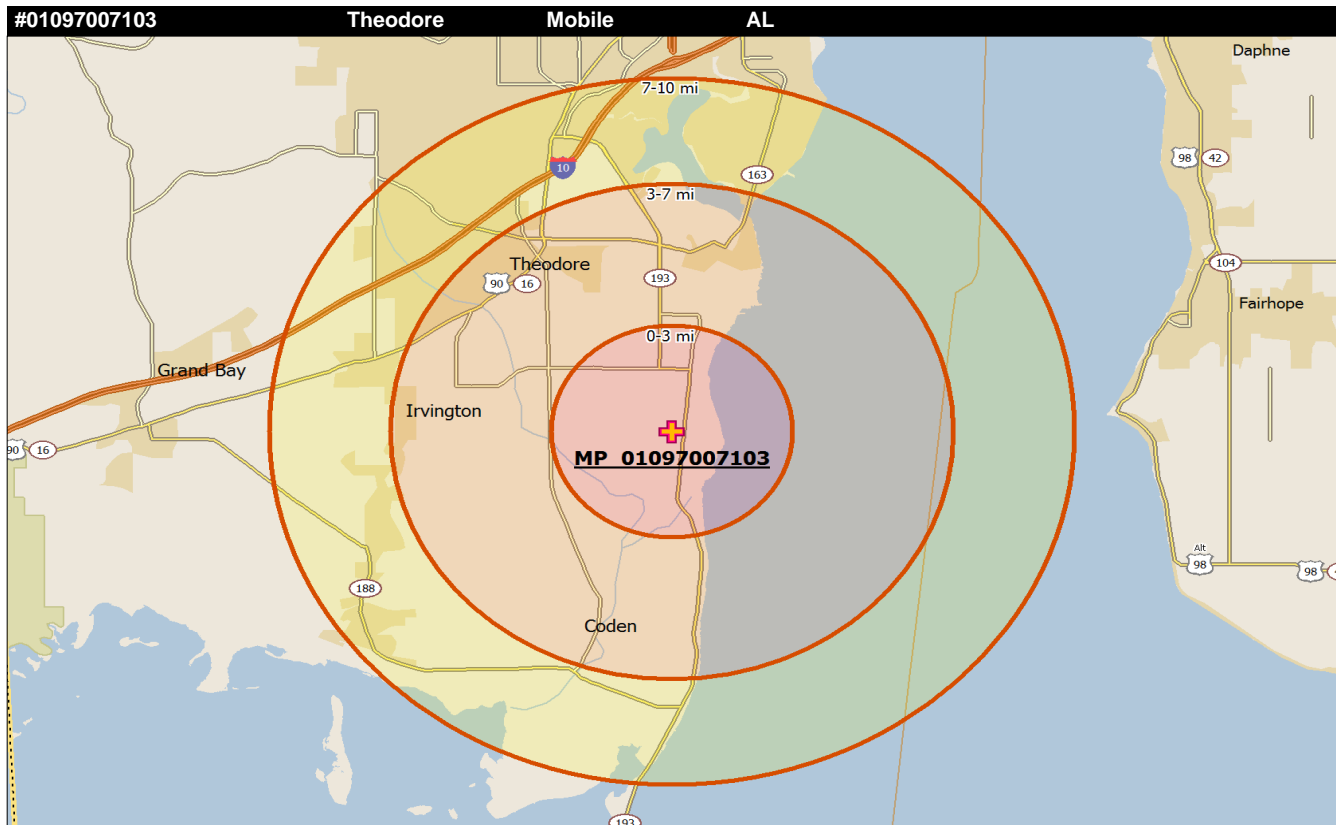 #01097007103 Theodore Mobile AL
Daphne
7-10 mi
98 42
10
163
3-7 mi
Theodore
193
104
90 16
Fairhope
0-3 mi
Grand Bay
Irvington
90 16
MP 01097007103
Alt
98
98
188
Coden
193